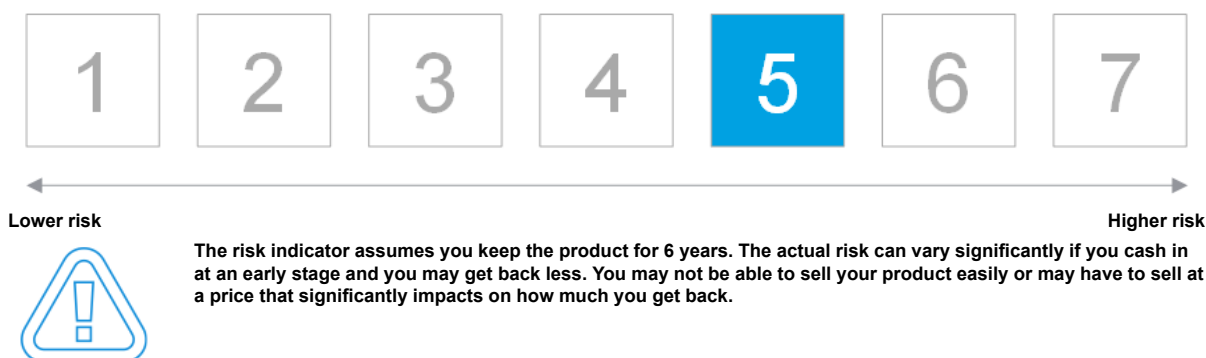 1 2 3 4 5 6 7
Lower risk Higher risk
The risk indicator assumes you keep the product for 6 years. The actual risk can vary significantly if you cash in
at an early stage and you may get back less. You may not be able to sell your product easily or may have to sell at
a price that significantly impacts on how much you get back.